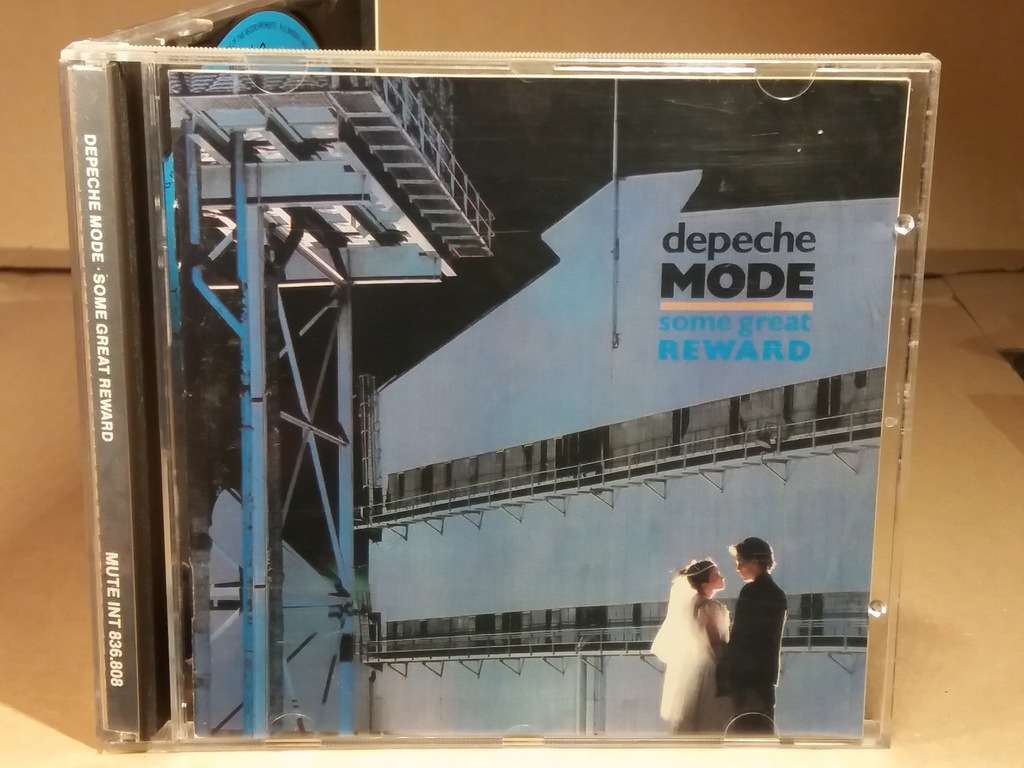 DEPECHE MODE · SOME GREAT REWARD
MUTE INT 836.808
depeche
MODE
some great
REWARD